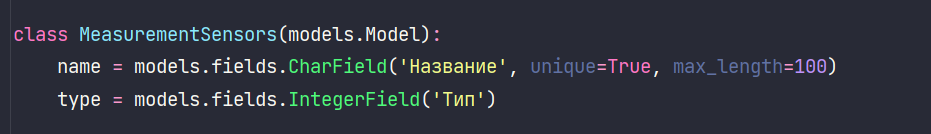 class MeasurementSensors(models.Model):
    name = models.fields.CharField('Название', unique=True, max_length=100)
    type = models.fields.IntegerField('Тип')